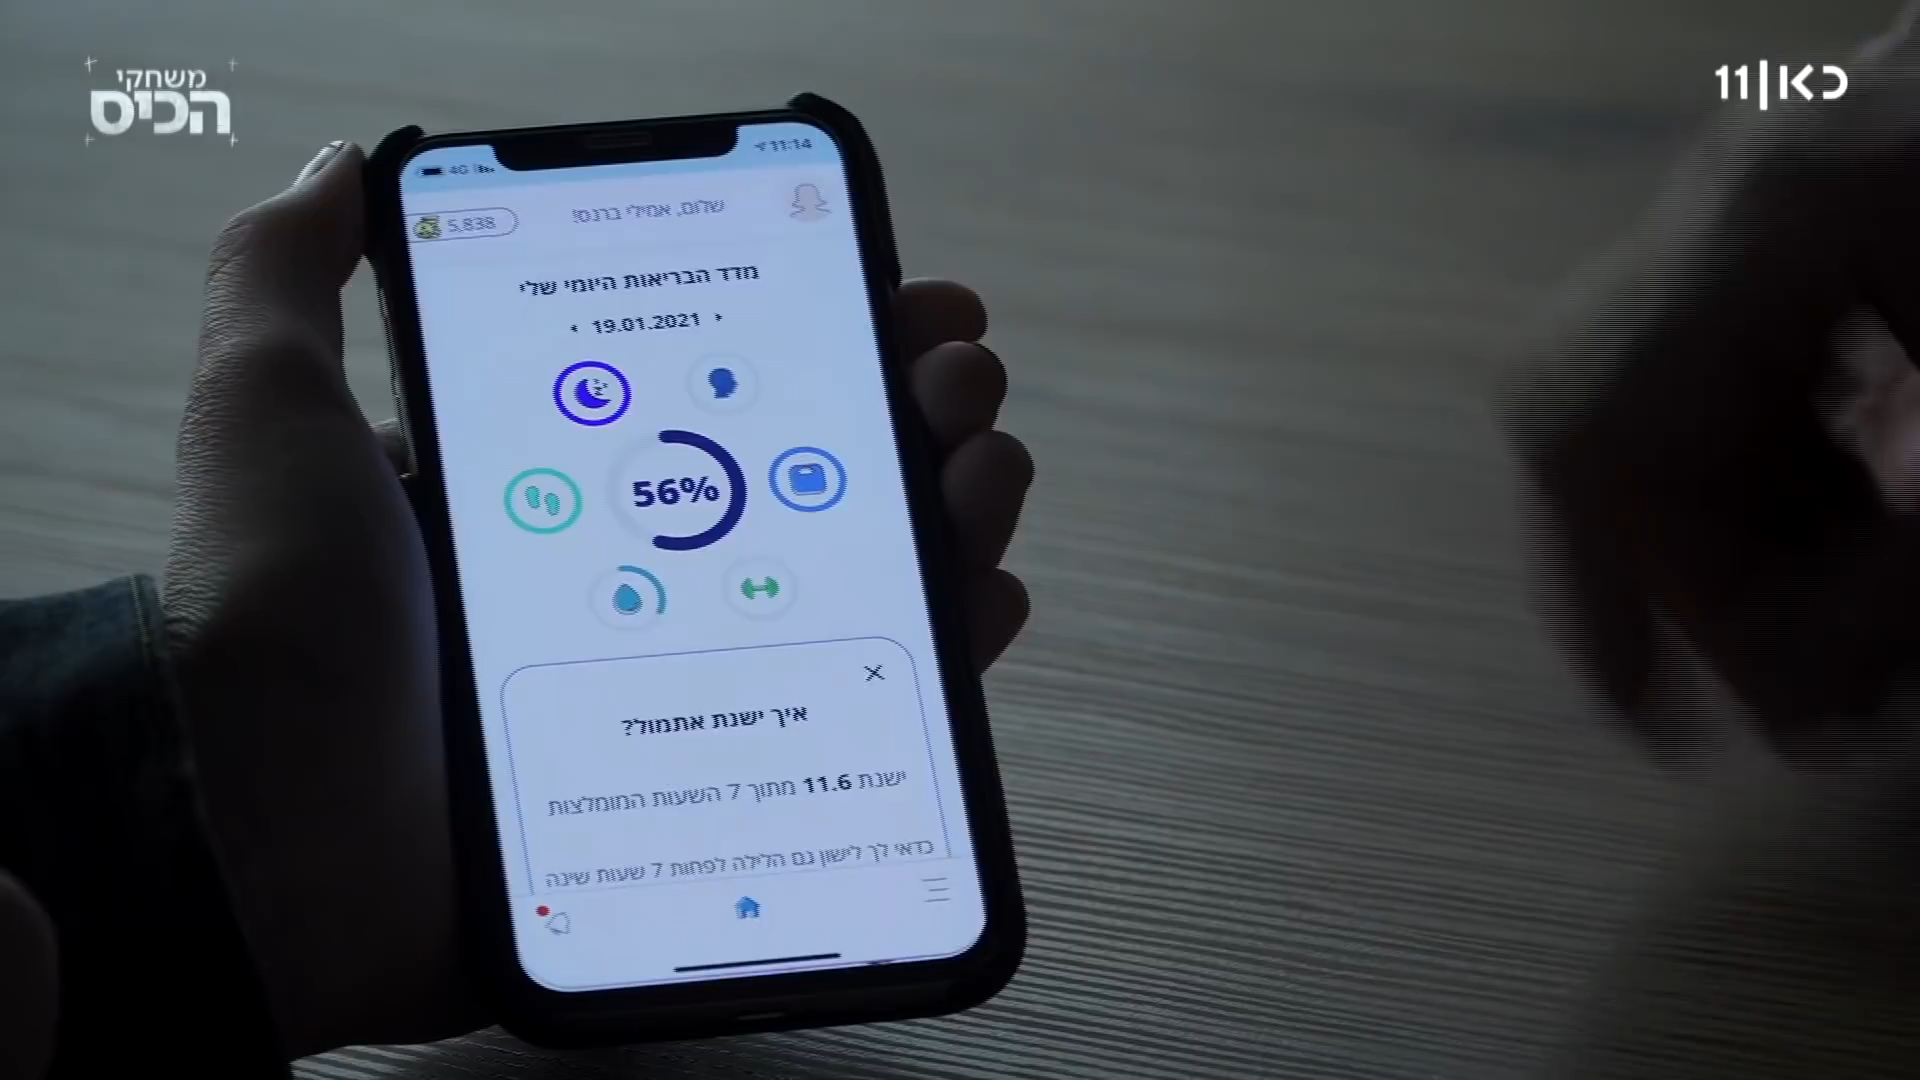 משחקי
הכיס
כאן|11
4G
11:14
5,838
שלום, אמילי ברנס!
מדד הבריאות היומי שלי
19.01.2021
56%
איך ישנת אתמול?
ישנת 11.6 מתוך 7 השעות המומלצות
כדאי לך לישון גם הלילה לפחות 7 שעות שינה